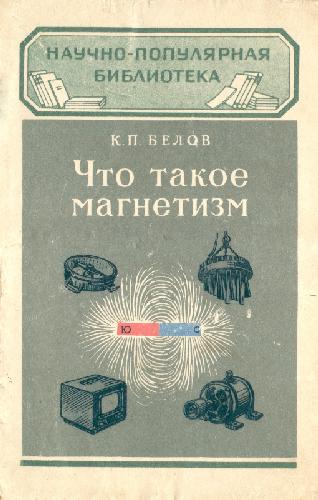 НАУЧНО-ПОПУЛЯРНАЯ
БИБЛИОТЕКА
К. П. БЕЛОВ
Что такое
магнетизм
Ю С